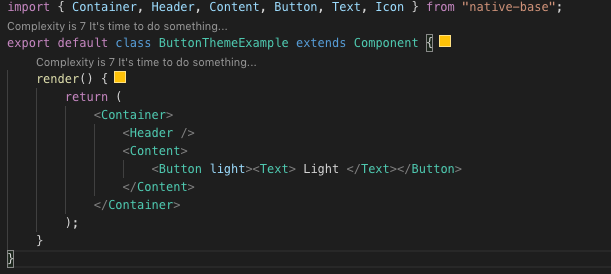 import { Container, Header, Content, Button, Text, Icon } from "native-base";
Complexity is 7 It's time to do something...
export default class ButtonThemeExample extends Component {
Complexity is 7 It's time to do something...
render() {
return (
<Container>
<Header />
<Content>
<Button light><Text> Light </Text></Button>
</Content>
</Container>
);
}
}